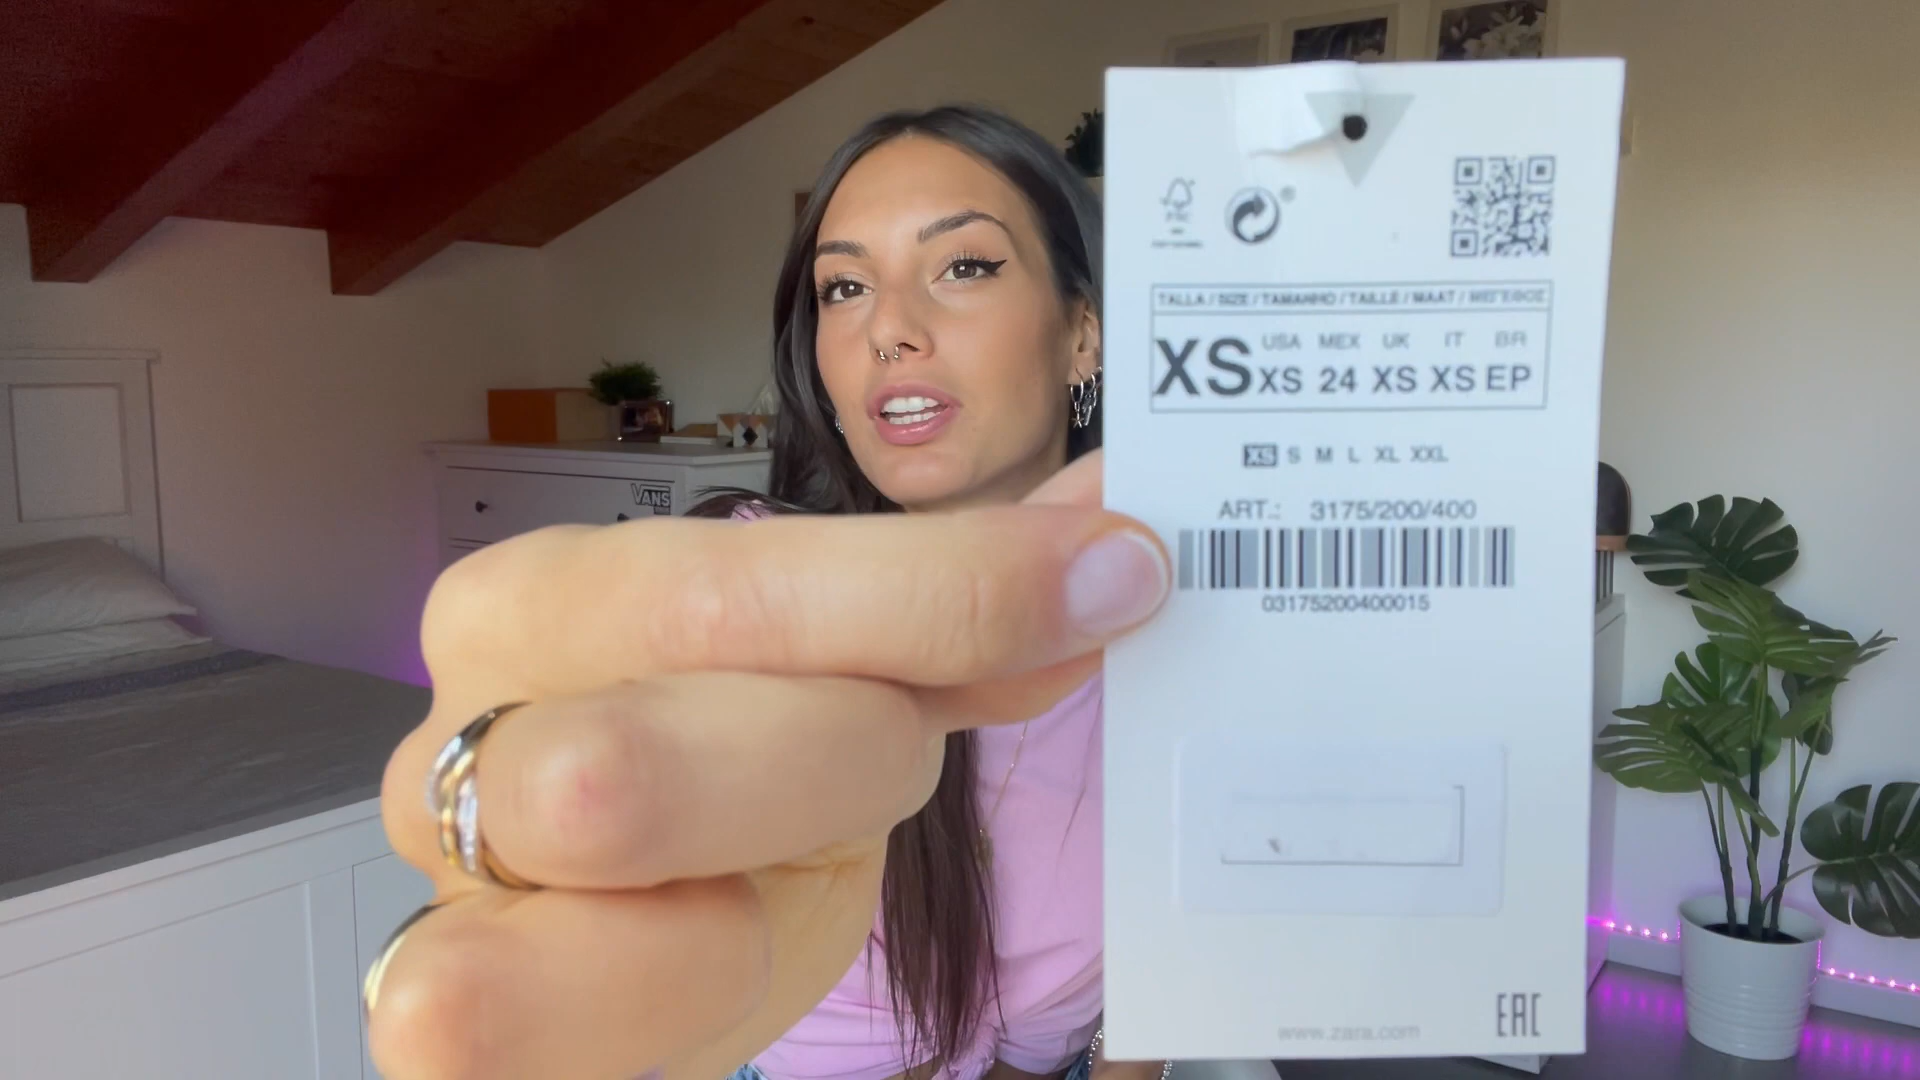 VANS
TALLA / SIZE / TAMANHO / TAILLE / MAAT / ΜΕΓΕΘΟΣ
XS USA MEX UK IT BR
XS 24 XS XS EP
XS S M L XL XXL
ART.: 3175/200/400
03175200400015
www.zara.com
EAC